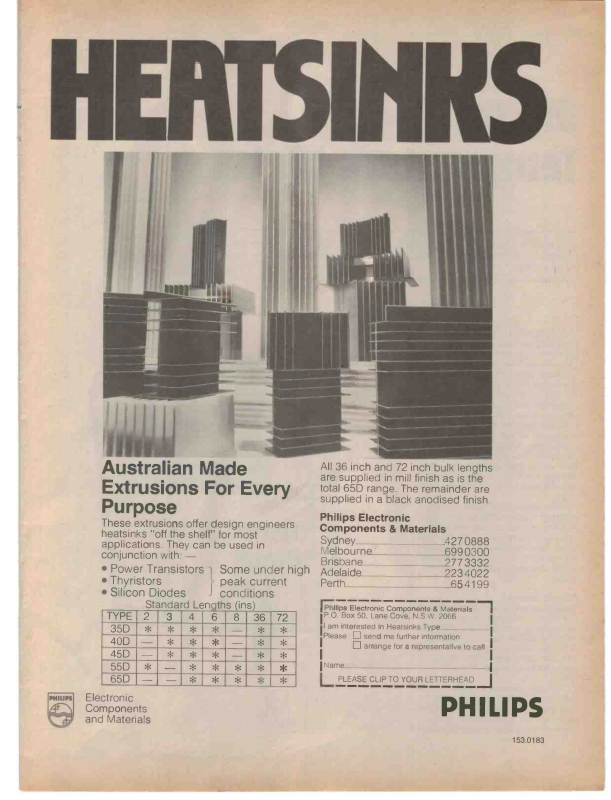 HEATSINKS
Australian Made
Extrusions For Every
Purpose
These extrusions offer design engineers
heatsinks "off the shelf" for most
applications. They can be used in
conjunction with: —
• Power Transistors } Some under high
• Thyristors } peak current
• Silicon Diodes } conditions
Standard Lengths (ins)
TYPE 2 3 4 6 8 36 72
35D * * * * — * *
40D — * * * — * *
45D — * * * — * *
55D * — * * * * *
65D — — * * * * *
All 36 inch and 72 inch bulk lengths
are supplied in mill finish as is the
total 65D range. The remainder are
supplied in a black anodised finish.
Philips Electronic
Components & Materials
Sydney 427 0888
Melbourne 699 0300
Brisbane 277 3332
Adelaide 223 4022
Perth 65 4199
Philips Electronic Components & Materials
P.O. Box 50, Lane Cove, N.S.W. 2066
I am interested in Heatsinks Type
Please □ send me further information
□ arrange for a representative to call
Name
PLEASE CLIP TO YOUR LETTERHEAD
PHILIPS
Electronic
Components
and Materials
PHILIPS
153.0183